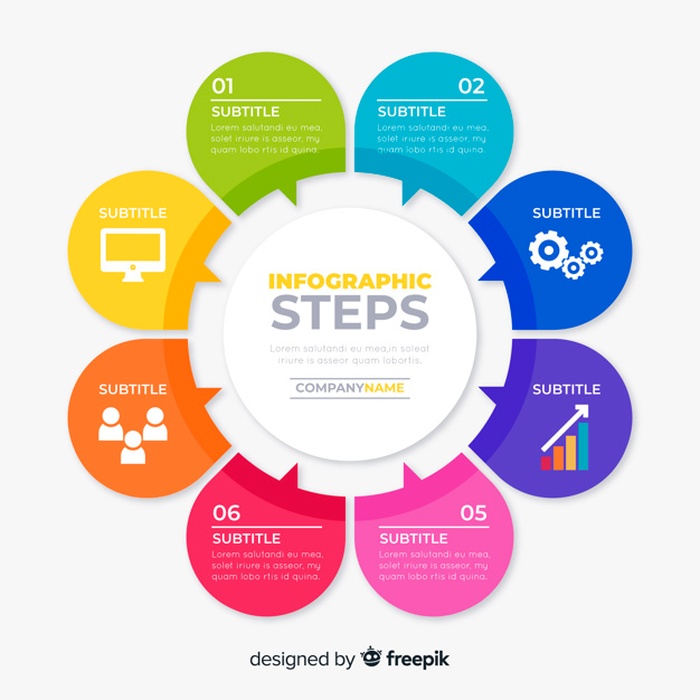 01
SUBTITLE
Lorem salutandi eu mea,
solet iriure is asseor, my
quam lobo rtis id quina.
02
SUBTITLE
Lorem salutandi eu mea,
solet iriure is asseor, my
quam lobo rtis id quina.
SUBTITLE
SUBTITLE
INFOGRAPHIC
STEPS
Lorem salutandi eu mea,in soleat
iriure is asseor quam lobortis.
COMPANYNAME
SUBTITLE
SUBTITLE
06
SUBTITLE
Lorem salutandi eu mea,
solet iriure is asseor, my
quam lobo rtis id quina.
05
SUBTITLE
Lorem salutandi eu mea,
solet iriure is asseor, my
quam lobo rtis id quina.
designed by freepik